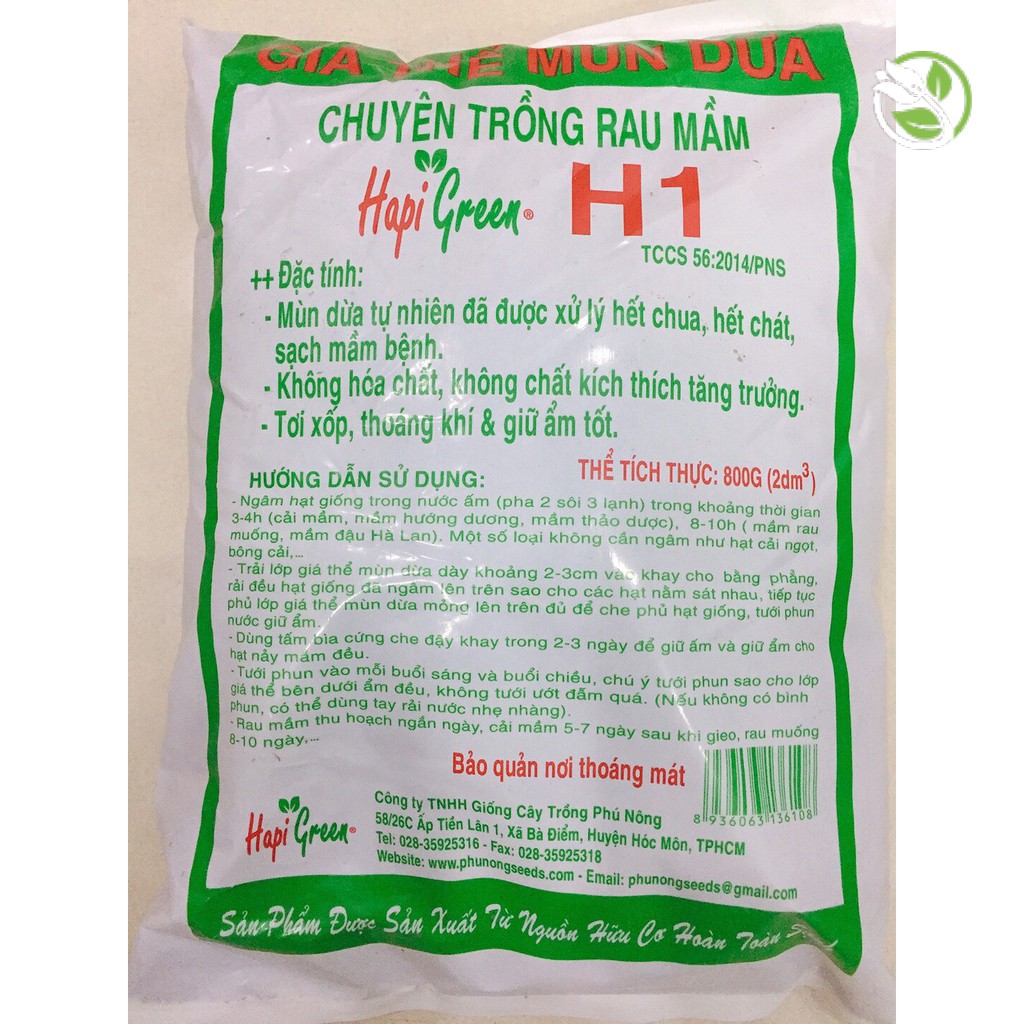 GIÁ THỂ MÙN DỪA
CHUYÊN TRỒNG RAU MẦM
Hapi Green® H1
TCCS 56:2014/PNS
++ Đặc tính:
- Mùn dừa tự nhiên đã được xử lý hết chua, hết chát,
sạch mầm bệnh.
- Không hóa chất, không chất kích thích tăng trưởng.
- Tơi xốp, thoáng khí & giữ ẩm tốt.
THỂ TÍCH THỰC: 800G (2dm³)
HƯỚNG DẪN SỬ DỤNG:
- Ngâm hạt giống trong nước ấm (pha 2 sôi 3 lạnh) trong khoảng thời gian
3-4h (cải mầm, mầm hướng dương, mầm thảo dược), 8-10h ( mầm rau
muống, mầm đậu Hà Lan). Một số loại không cần ngâm như hạt cải ngọt,
bông cải,...
- Trải lớp giá thể mùn dừa dày khoảng 2-3cm vào khay cho bằng phẳng,
rải đều hạt giống đã ngâm lên trên sao cho các hạt nằm sát nhau, tiếp tục
phủ lớp giá thể mùn dừa mỏng lên trên đủ để che phủ hạt giống, tưới phun
nước giữ ẩm.
- Dùng tấm bìa cứng che đậy khay trong 2-3 ngày để giữ ấm và giữ ẩm cho
hạt nảy mầm đều.
- Tưới phun vào mỗi buổi sáng và buổi chiều, chú ý tưới phun sao cho lớp
giá thể bên dưới ẩm đều, không tưới ướt đẫm quá. (Nếu không có bình
phun, có thể dùng tay rải nước nhẹ nhàng).
- Rau mầm thu hoạch ngắn ngày, cải mầm 5-7 ngày sau khi gieo, rau muống
8-10 ngày,...
Bảo quản nơi thoáng mát
8 936063 136108
Hapi Green®
Công ty TNHH Giống Cây Trồng Phú Nông
58/26C Ấp Tiền Lân 1, Xã Bà Điểm, Huyện Hóc Môn, TPHCM
Tel: 028-35925316 - Fax: 028-35925318
Website: www.phunongseeds.com - Email: phunongseeds@gmail.com
Sản Phẩm Được Sản Xuất Từ Nguồn Hữu Cơ Hoàn Toàn